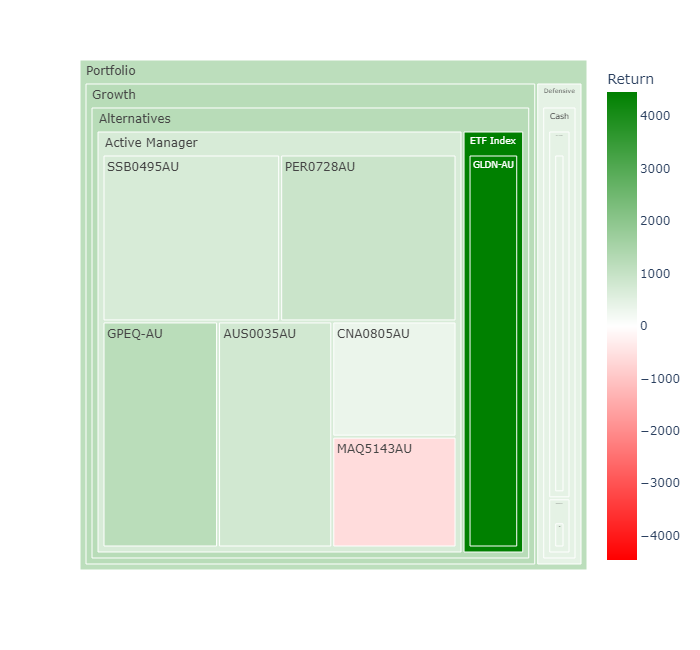 Portfolio
Growth
Alternatives
Active Manager
SSB0495AU
PER0728AU
GPEQ-AU
AUS0035AU
CNA0805AU
MAQ5143AU
ETF Index
GLDN-AU
Defensive
Cash
Return
4000
3000
2000
1000
0
−1000
−2000
−3000
−4000